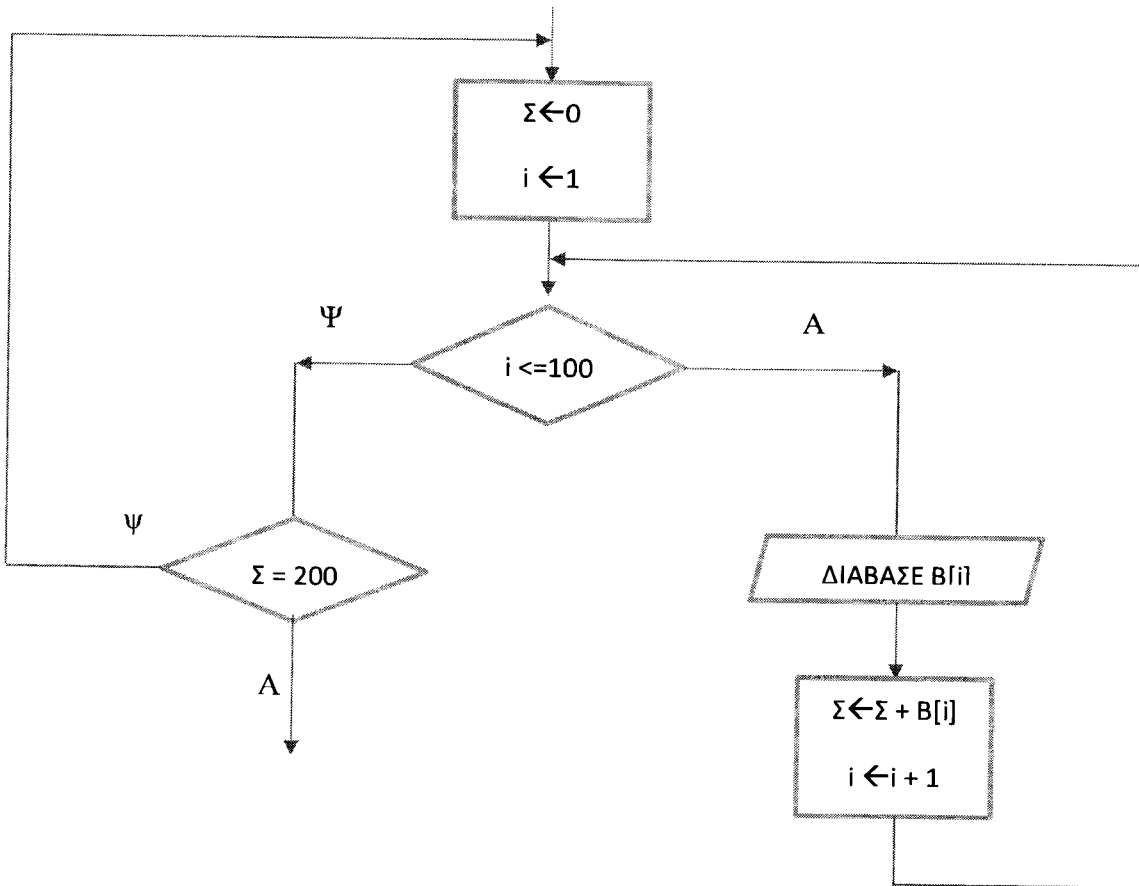 Σ←0
i ←1
Ψ
Α
i <=100
ψ
Σ = 200
ΔΙΑΒΑΣΕ Β[i]
Α
Σ←Σ + Β[i]
i ←i + 1